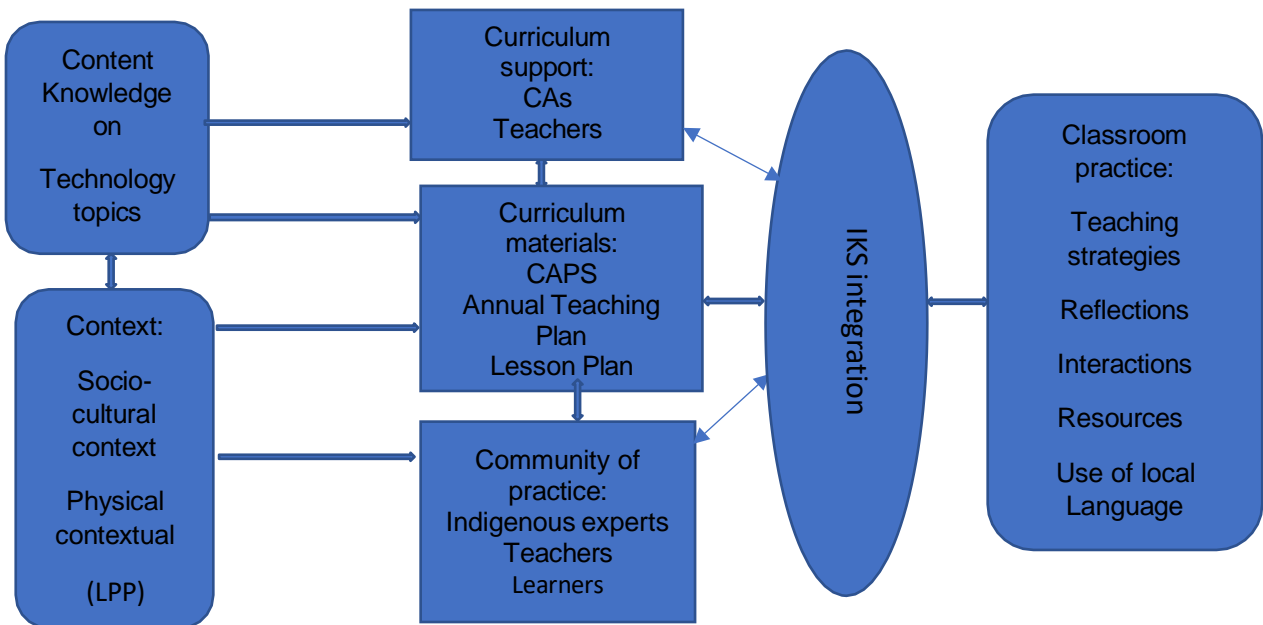 Content
Knowledge
on
Technology
topics
Context:
Socio-
cultural
context
Physical
contextual
(LPP)
Curriculum
support:
CAs
Teachers
Curriculum
materials:
CAPS
Annual Teaching
Plan
Lesson Plan
Community of
practice:
Indigenous experts
Teachers
Learners
IKS integration
Classroom
practice:
Teaching
strategies
Reflections
Interactions
Resources
Use of local
Language